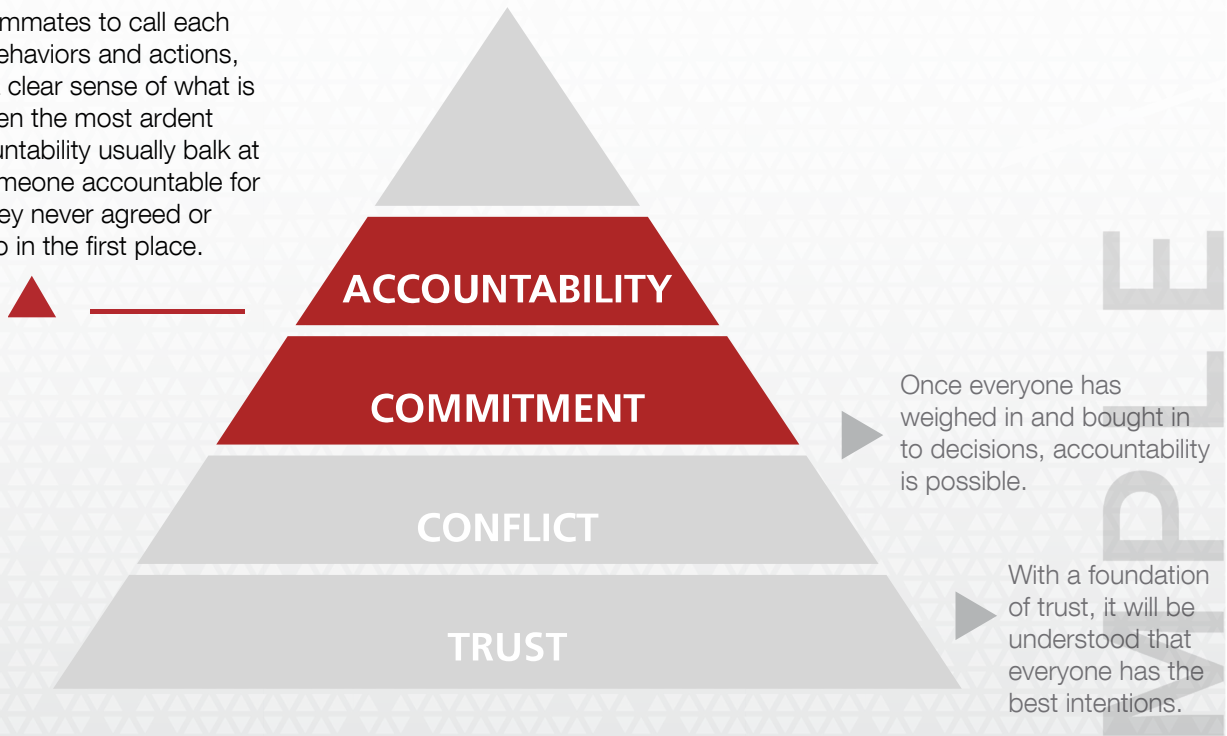 mmates to call each
ehaviors and actions,
clear sense of what is
en the most ardent
untability usually balk at
meone accountable for
ey never agreed or
o in the first place.
ACCOUNTABILITY
COMMITMENT
Once everyone has
weighed in and bought in
to decisions, accountability
is possible.
CONFLICT
TRUST
With a foundation
of trust, it will be
understood that
everyone has the
best intentions.
MPLE